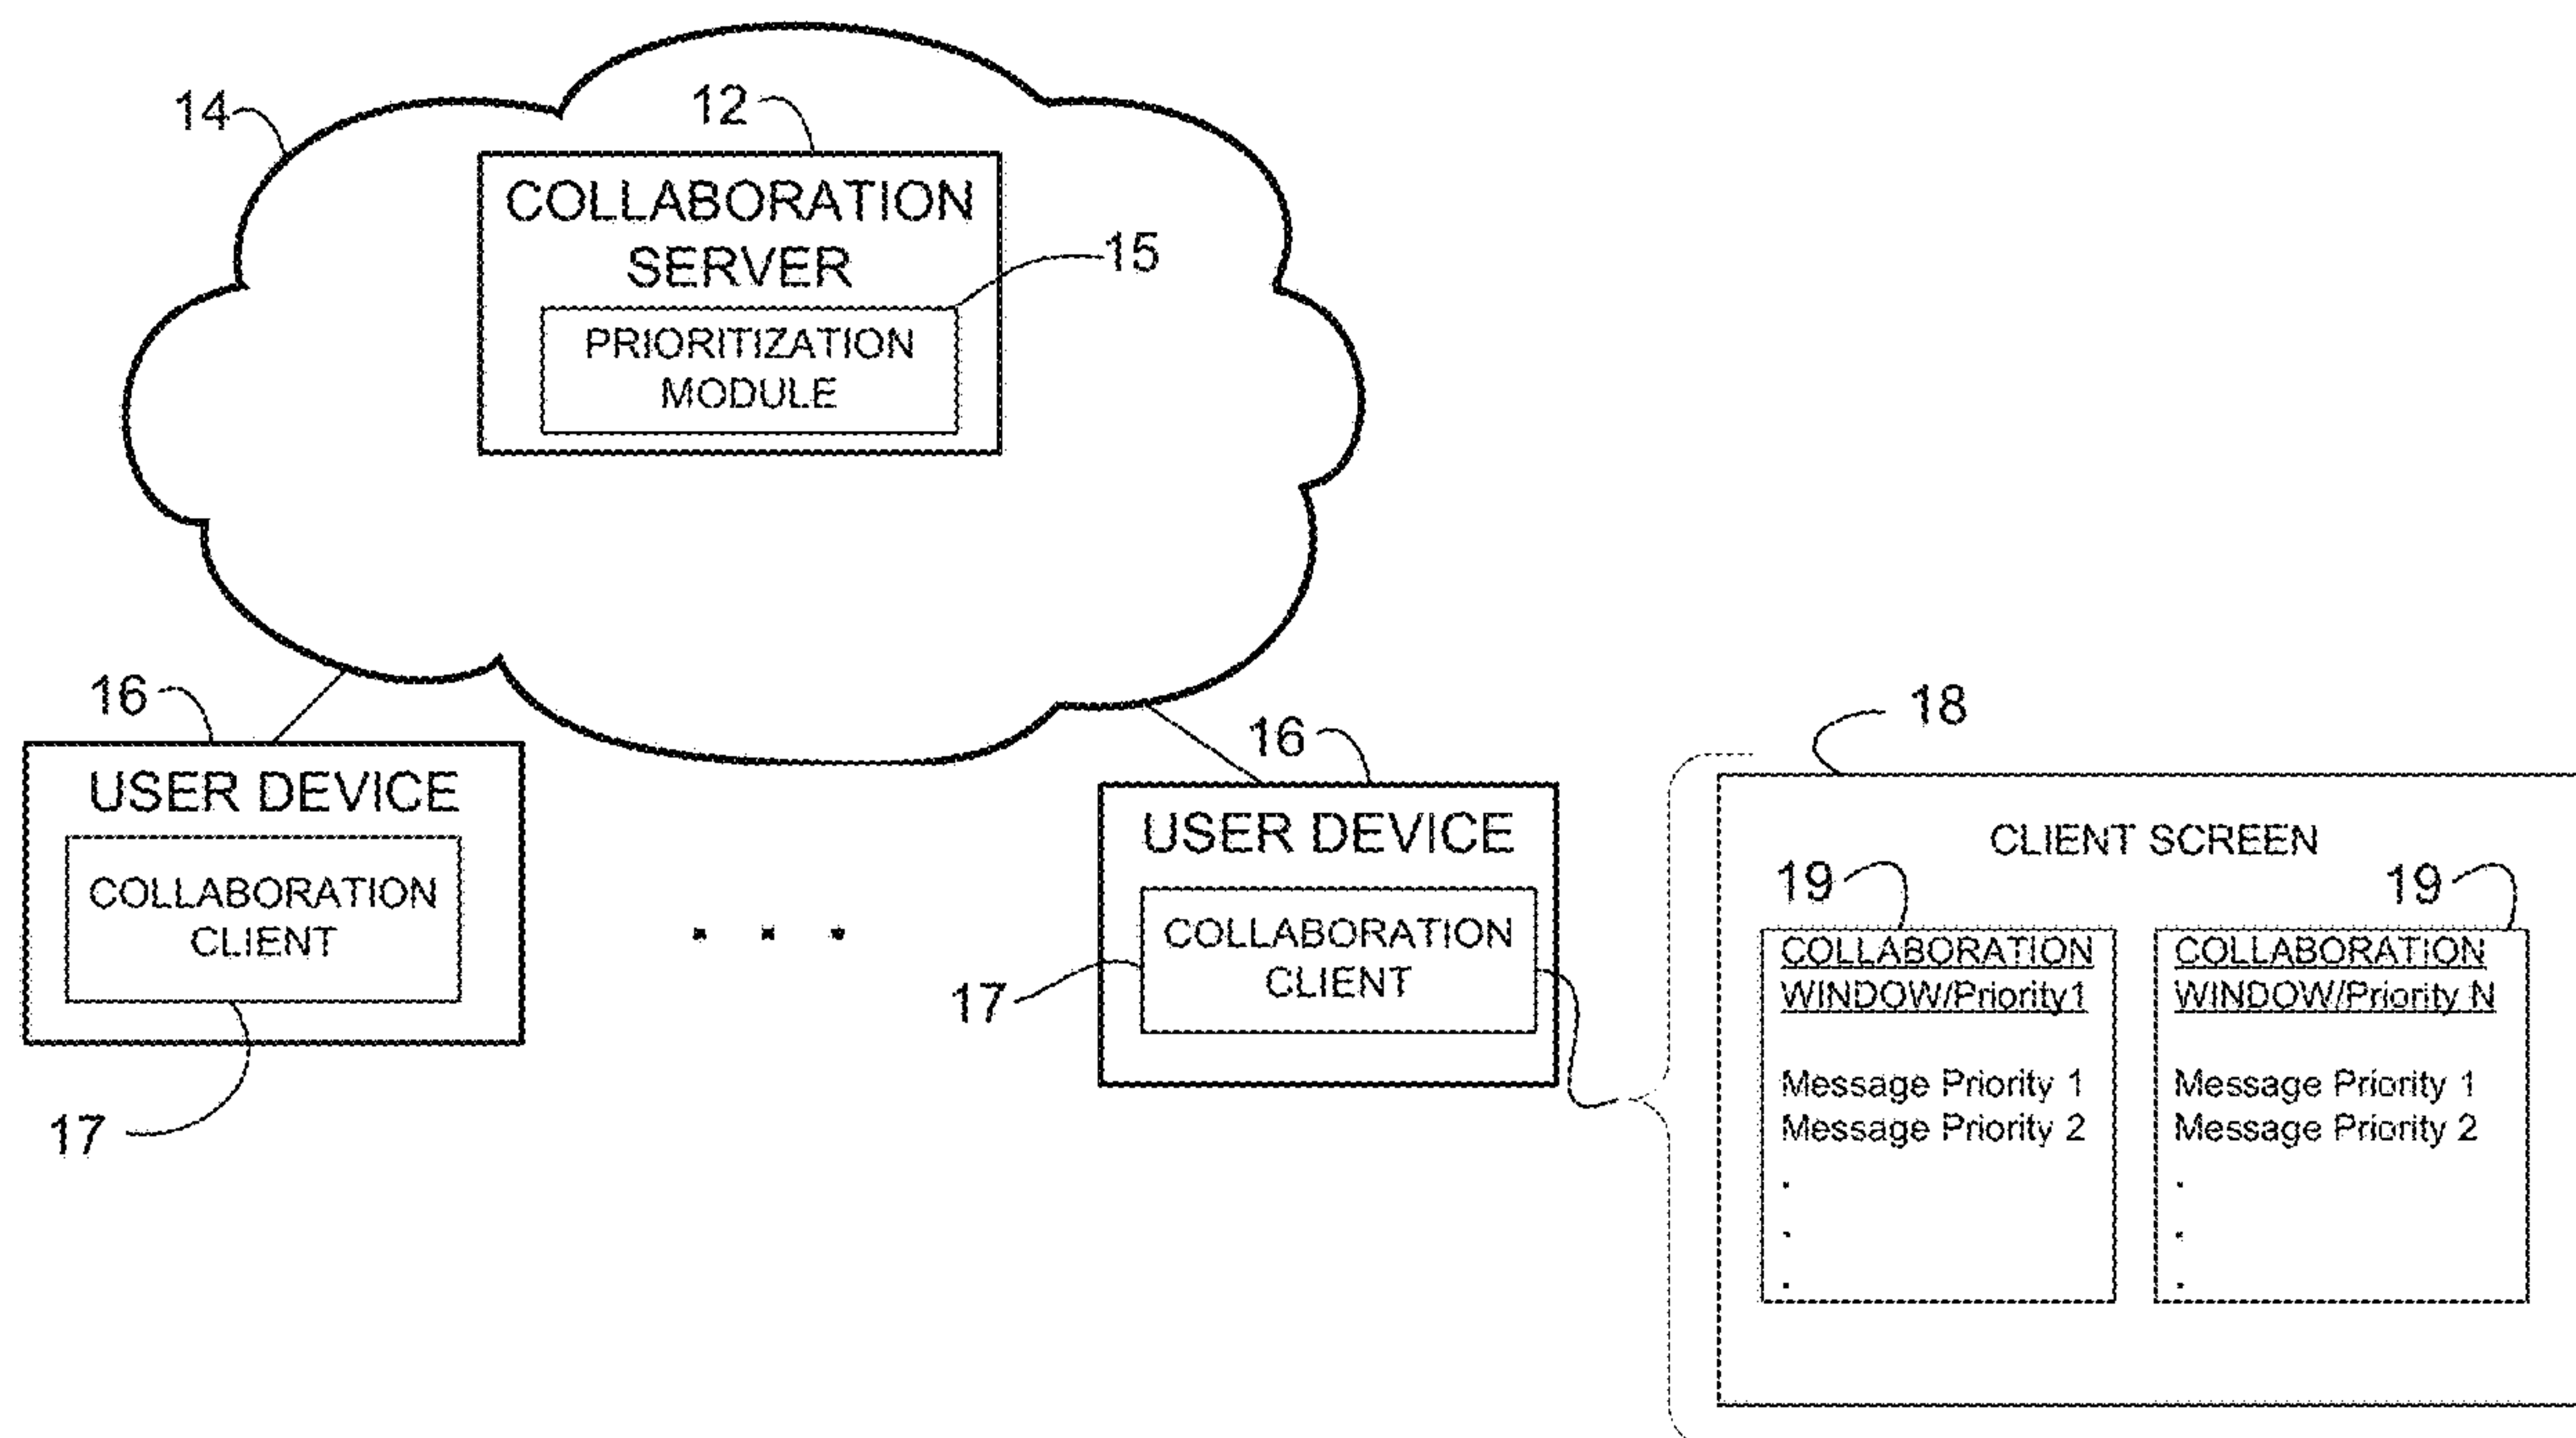 14
12
COLLABORATION
SERVER
15
PRIORITIZATION
MODULE
16
USER DEVICE
COLLABORATION
CLIENT
17
16
USER DEVICE
COLLABORATION
CLIENT
17
18
CLIENT SCREEN
19
COLLABORATION
WINDOW/Priority1
Message Priority 1
Message Priority 2
19
COLLABORATION
WINDOW/Priority N
Message Priority 1
Message Priority 2